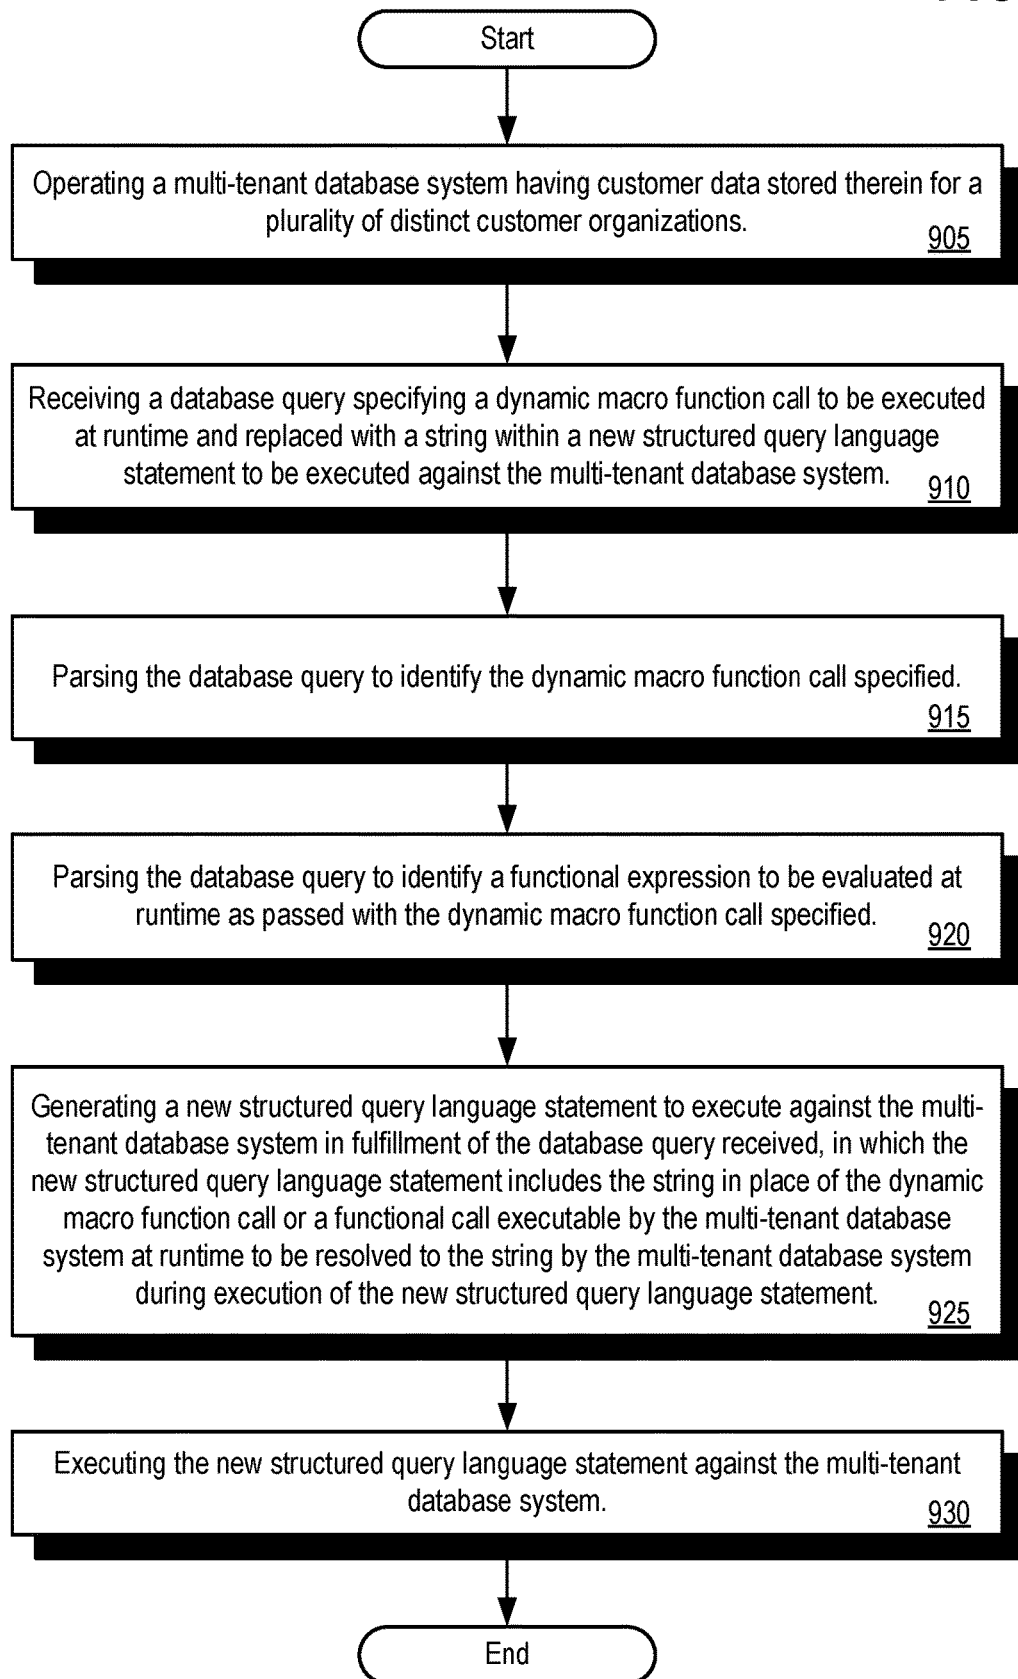 Start
Operating a multi-tenant database system having customer data stored therein for a
plurality of distinct customer organizations.
905
Receiving a database query specifying a dynamic macro function call to be executed
at runtime and replaced with a string within a new structured query language
statement to be executed against the multi-tenant database system.
910
Parsing the database query to identify the dynamic macro function call specified.
915
Parsing the database query to identify a functional expression to be evaluated at
runtime as passed with the dynamic macro function call specified.
920
Generating a new structured query language statement to execute against the multi-
tenant database system in fulfillment of the database query received, in which the
new structured query language statement includes the string in place of the dynamic
macro function call or a functional call executable by the multi-tenant database
system at runtime to be resolved to the string by the multi-tenant database system
during execution of the new structured query language statement.
925
Executing the new structured query language statement against the multi-tenant
database system.
930
End